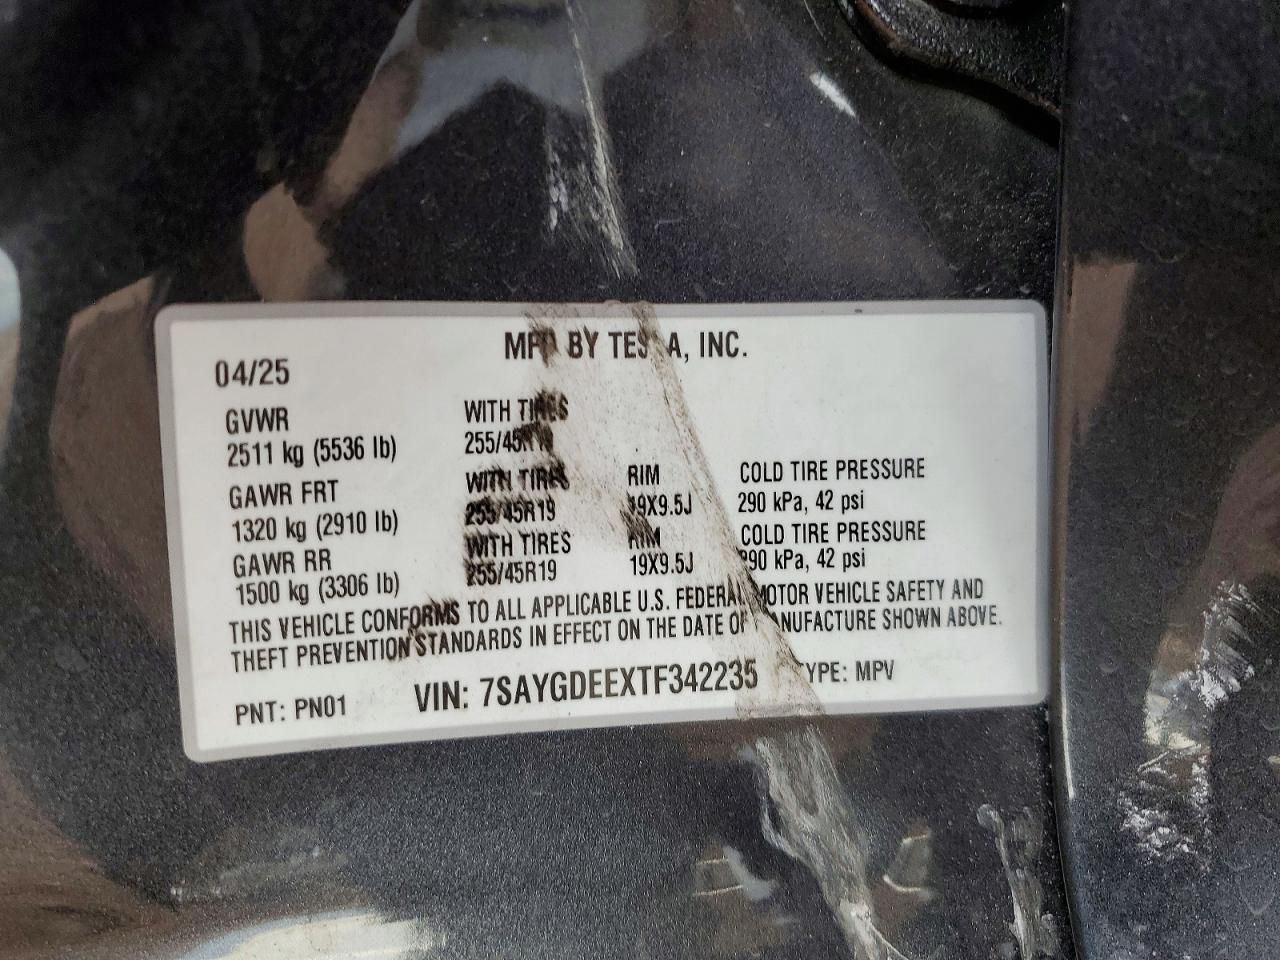 MFD BY TESLA, INC.
04/25
GVWR WITH TIRES
2511 kg (5536 lb) 255/45R19
GAWR FRT WITH TIRES RIM COLD TIRE PRESSURE
1320 kg (2910 lb) 255/45R19 19X9.5J 290 kPa, 42 psi
GAWR RR WITH TIRES RIM COLD TIRE PRESSURE
1500 kg (3306 lb) 255/45R19 19X9.5J 290 kPa, 42 psi
THIS VEHICLE CONFORMS TO ALL APPLICABLE U.S. FEDERAL MOTOR VEHICLE SAFETY AND
THEFT PREVENTION STANDARDS IN EFFECT ON THE DATE OF MANUFACTURE SHOWN ABOVE.
PNT: PN01 VIN: 7SAYGDEEXTF342235 TYPE: MPV